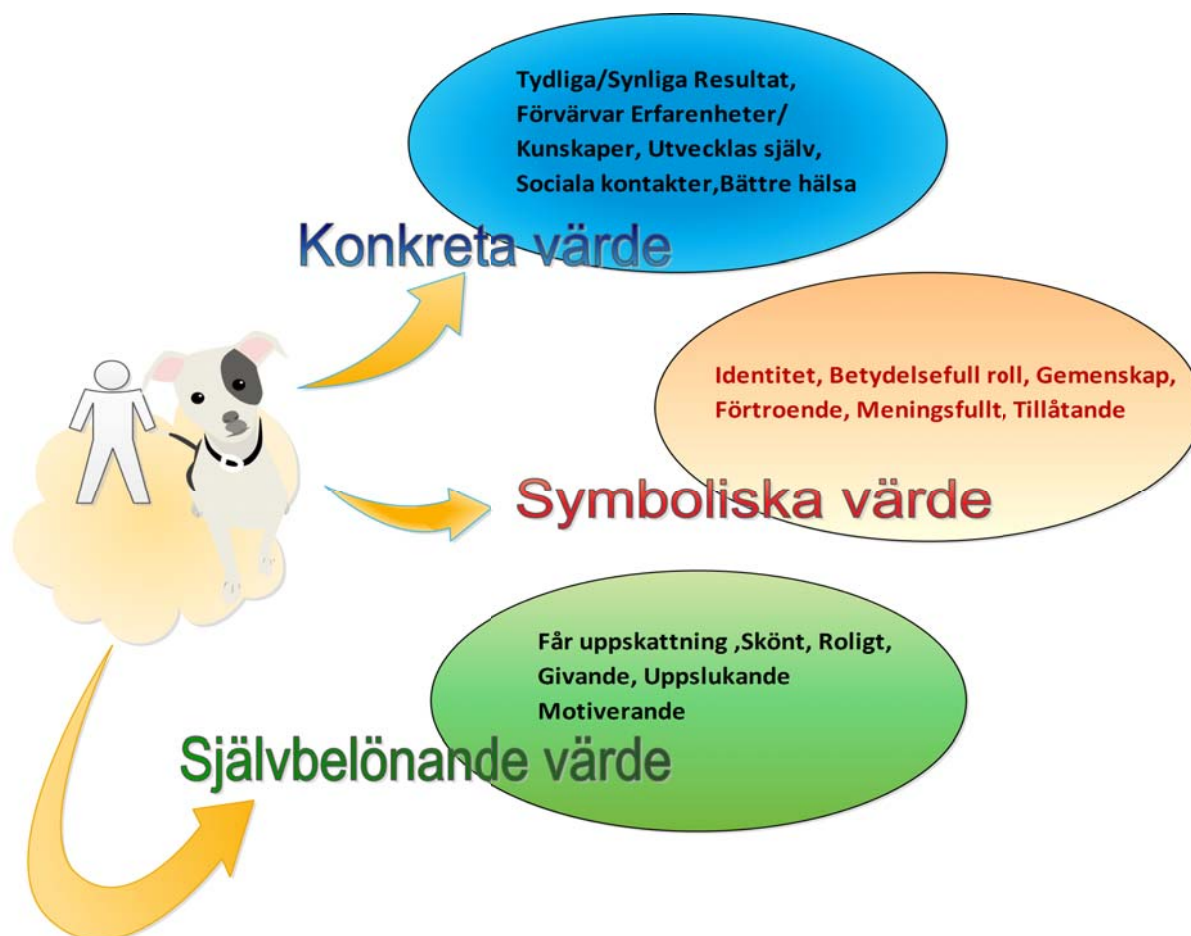 Tydliga/Synliga Resultat,
Förvärvar Erfarenheter/
Kunskaper, Utvecklas själv,
Sociala kontakter,Bättre hälsa
Konkreta värde
Identitet, Betydelsefull roll, Gemenskap,
Förtroende, Meningsfullt, Tillåtande
Symboliska värde
Får uppskattning ,Skönt, Roligt,
Givande, Uppslukande
Motiverande
Självbelönande värde